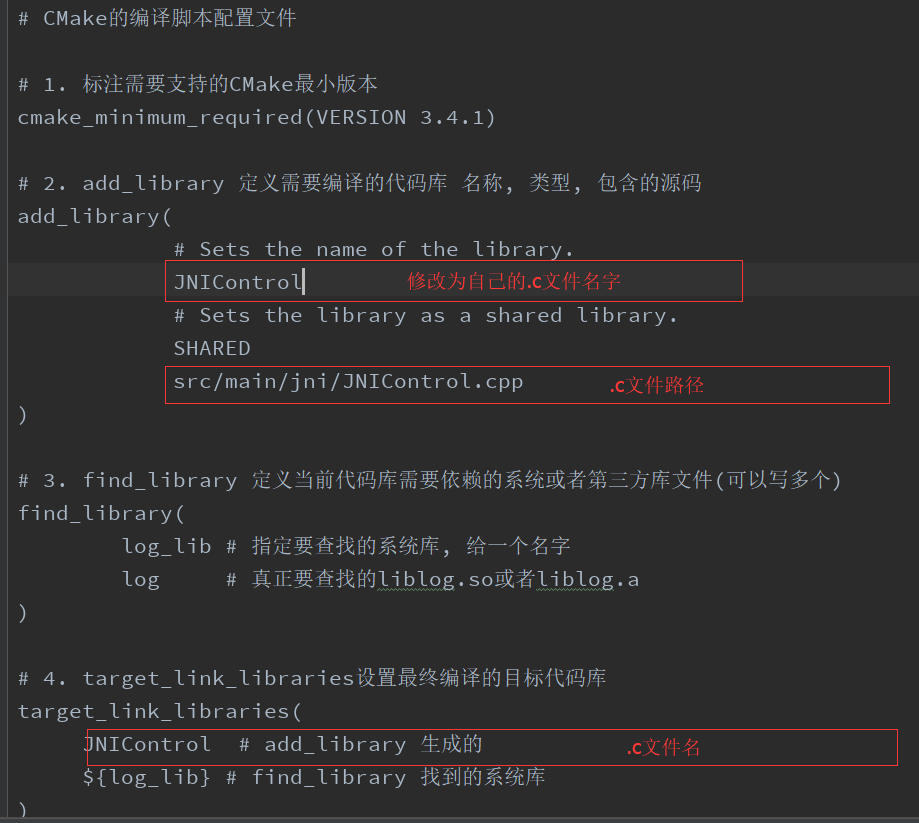 # CMake的编译脚本配置文件
# 1. 标注需要支持的CMake最小版本
cmake_minimum_required(VERSION 3.4.1)
# 2. add_library 定义需要编译的代码库 名称, 类型, 包含的源码
add_library(
# Sets the name of the library.
JNIControl 修改为自己的.c文件名字
# Sets the library as a shared library.
SHARED
src/main/jni/JNIControl.cpp .c文件路径
)
# 3. find_library 定义当前代码库需要依赖的系统或者第三方库文件(可以写多个)
find_library(
log_lib # 指定要查找的系统库, 给一个名字
log # 真正要查找的liblog.so或者liblog.a
)
# 4. target_link_libraries设置最终编译的目标代码库
target_link_libraries(
JNIControl # add_library 生成的 .c文件名
${log_lib} # find_library 找到的系统库
)